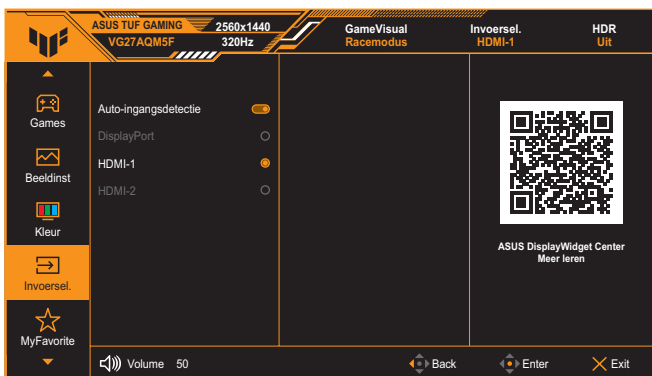 ASUS TUF GAMING
VG27AQM5F
2560x1440
320Hz
GameVisual
Racemodus
Invoersel.
HDMI-1
HDR
Uit
Games
Beeldinst
Kleur
Invoersel.
MyFavorite
Auto-ingangsdetectie
DisplayPort
HDMI-1
HDMI-2
ASUS DisplayWidget Center
Meer leren
Volume 50
Back
Enter
Exit